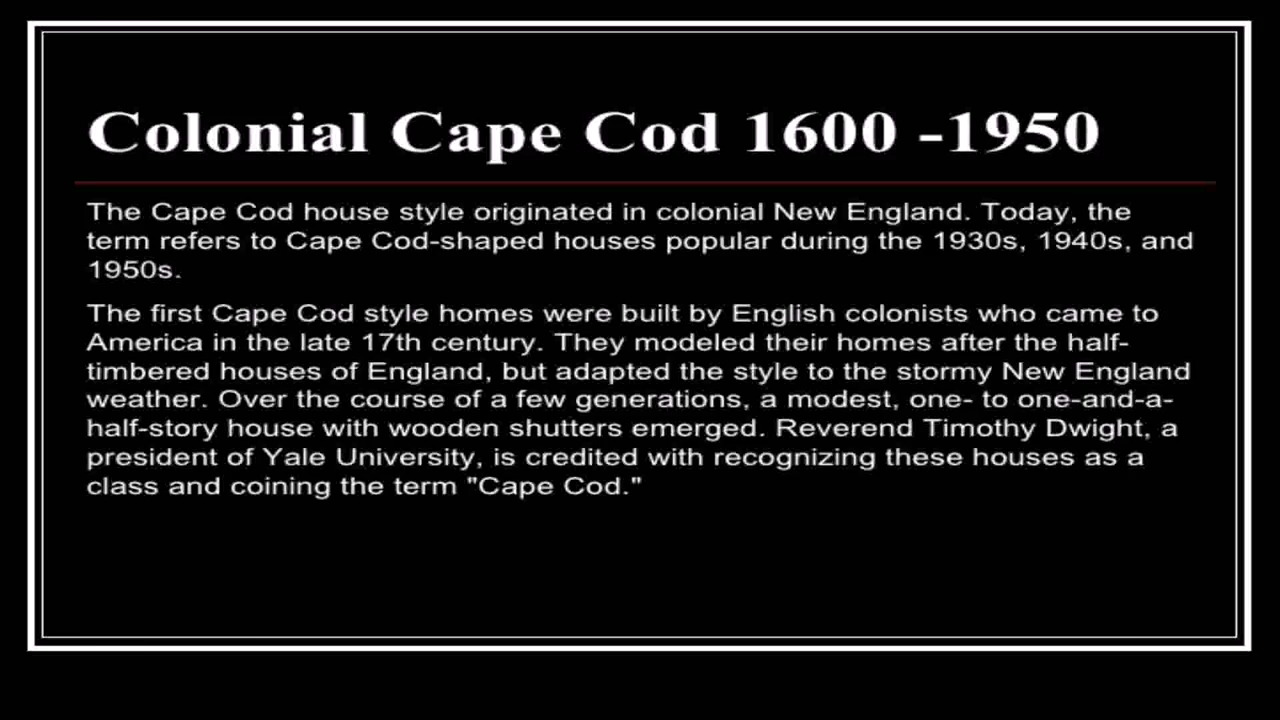 Colonial Cape Cod 1600 -1950
The Cape Cod house style originated in colonial New England. Today, the
term refers to Cape Cod-shaped houses popular during the 1930s, 1940s, and
1950s.
The first Cape Cod style homes were built by English colonists who came to
America in the late 17th century. They modeled their homes after the half-
timbered houses of England, but adapted the style to the stormy New England
weather. Over the course of a few generations, a modest, one- to one-and-a-
half-story house with wooden shutters emerged. Reverend Timothy Dwight, a
president of Yale University, is credited with recognizing these houses as a
class and coining the term "Cape Cod."